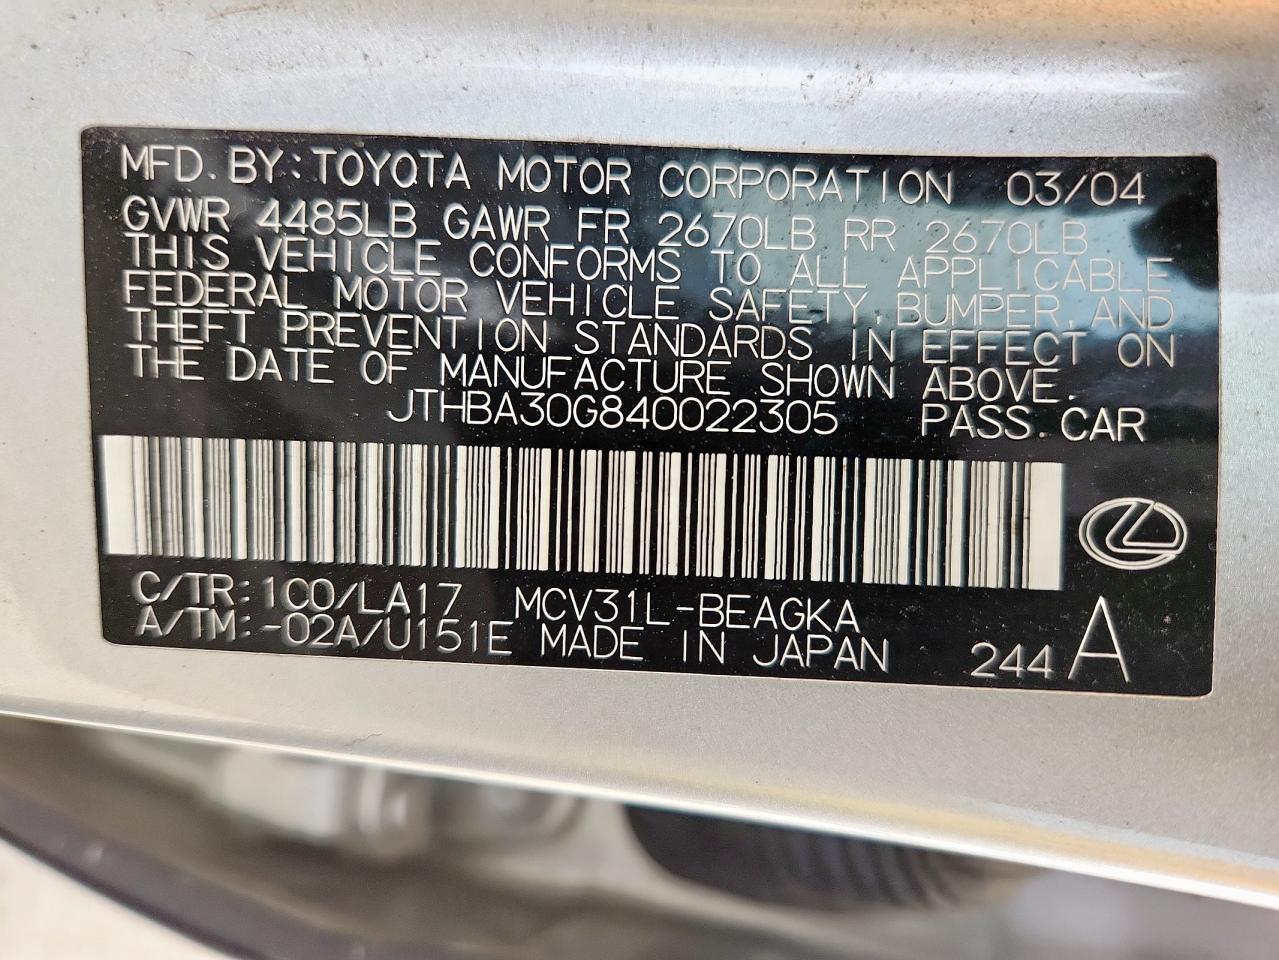 MFD. BY: TOYOTA MOTOR CORPORATION 03/04
GVWR 4485LB GAWR FR 2670LB RR 2670LB
THIS VEHICLE CONFORMS TO ALL APPLICABLE
FEDERAL MOTOR VEHICLE SAFETY, BUMPER, AND
THEFT PREVENTION STANDARDS IN EFFECT ON
THE DATE OF MANUFACTURE SHOWN ABOVE.
JTHBA30G840022305 PASS. CAR
C/TR: 1C0/LA17 MCV31L-BEAGKA
A/TM: -02A/U151E MADE IN JAPAN 244 A